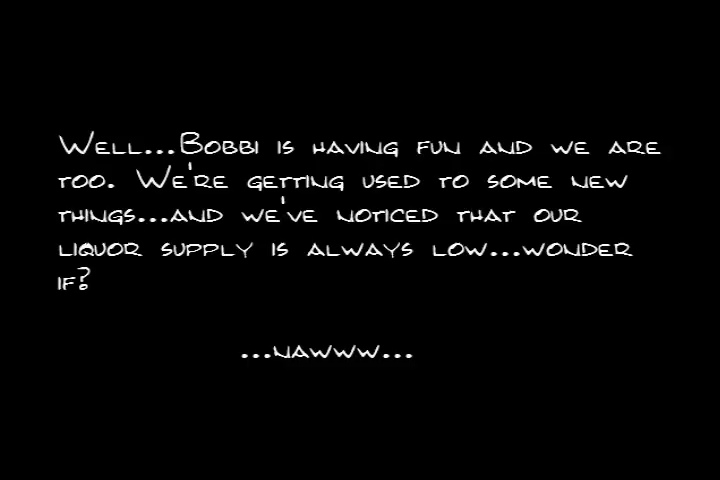 Well...Bobbi is having fun and we are
too. We're getting used to some new
things...and we've noticed that our
liquor supply is always low...wonder
if?
...nawww...